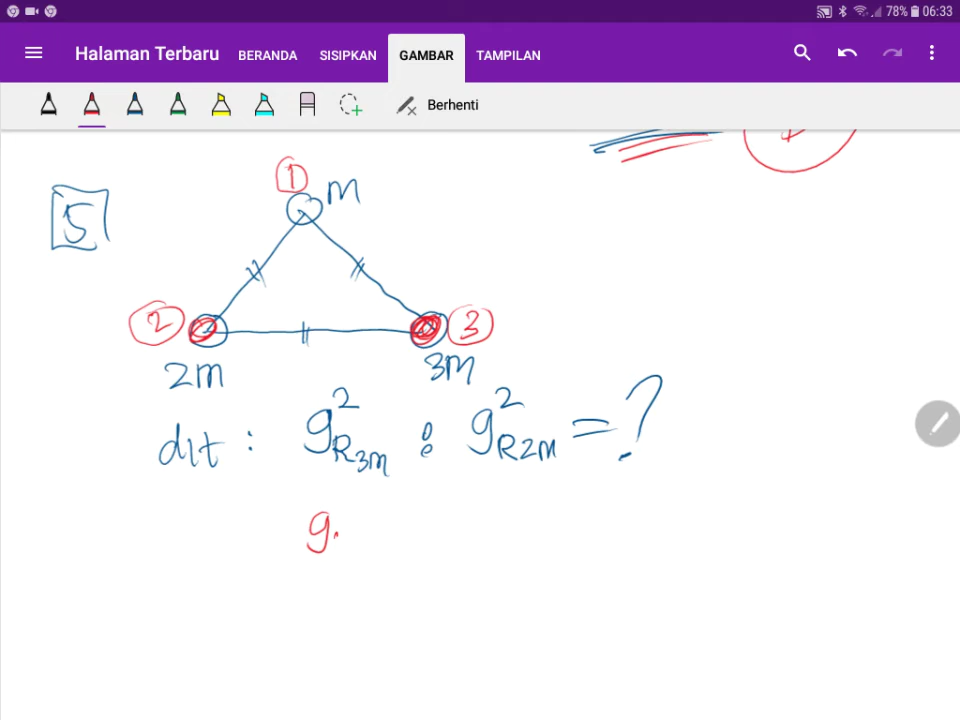 78% 06:33
Halaman Terbaru BERANDA SISIPKAN GAMBAR TAMPILAN
Berhenti
5
1 m
2 3
2m 3m
dit : g²R3m : g²R2m = ?
g.